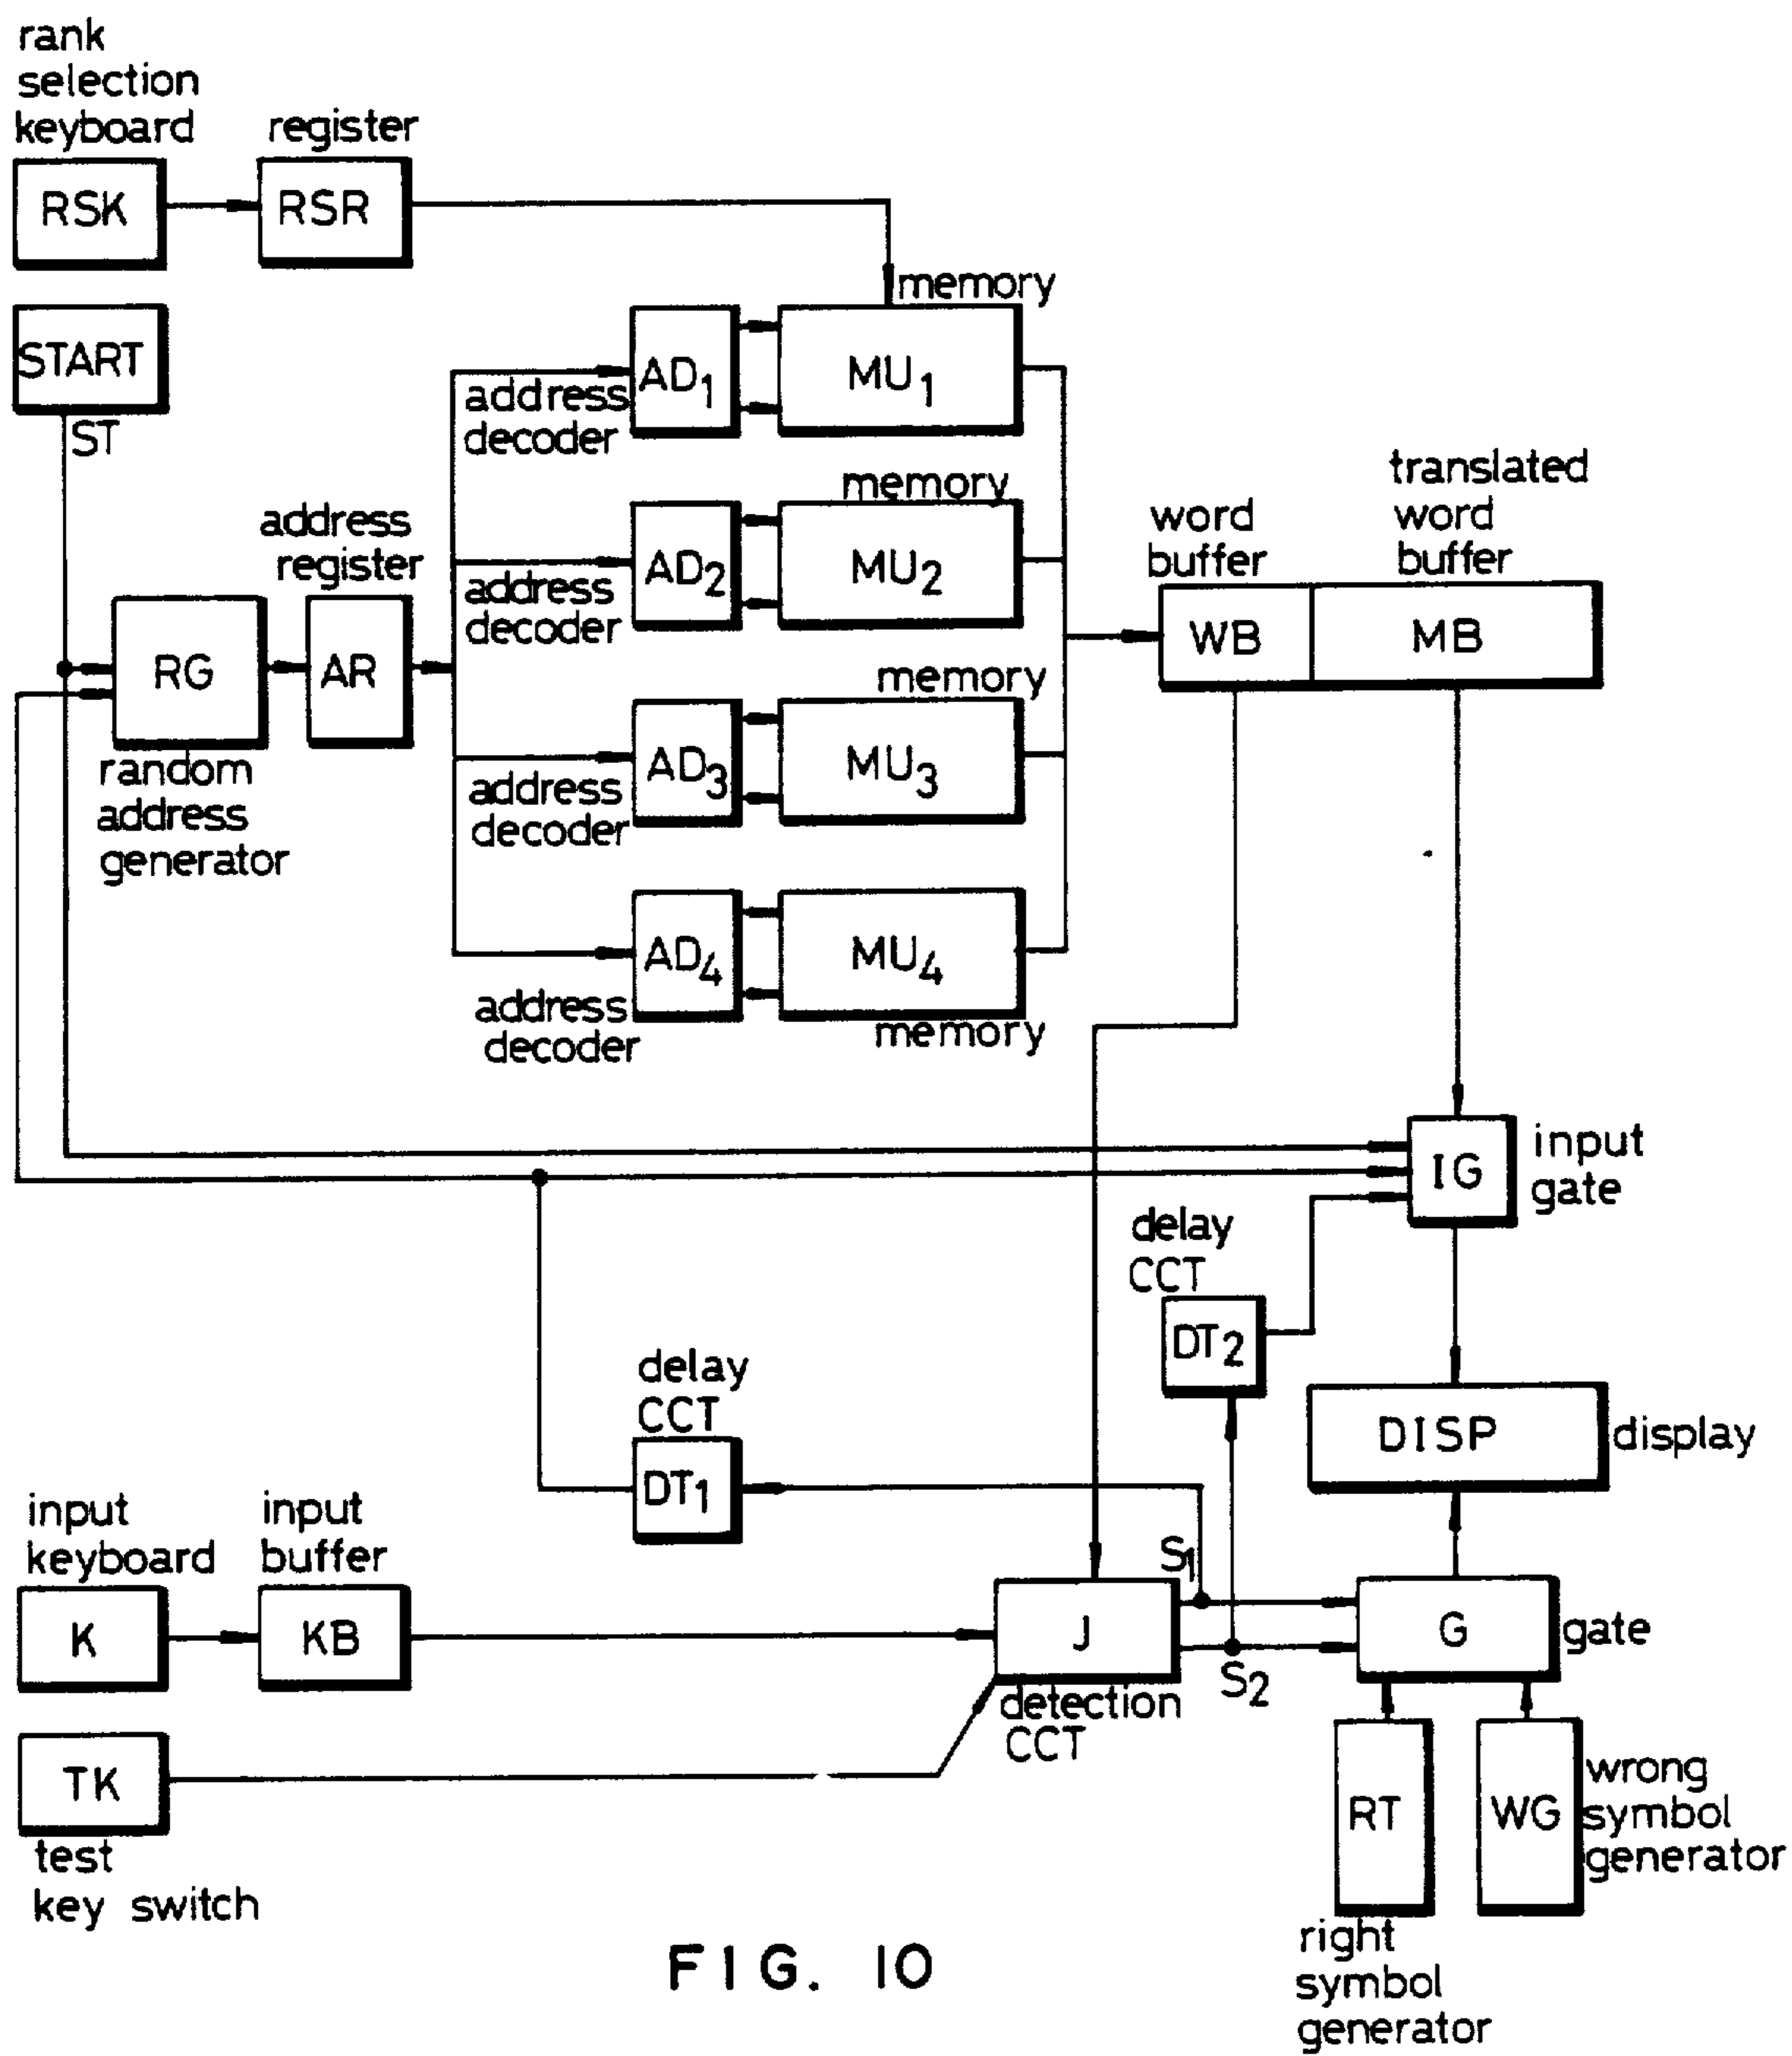 rank
selection
keyboard
register
RSK
RSR
START
ST
memory
AD1
MU1
address
decoder
memory
AD2
MU2
address
decoder
address
register
translated
word
buffer
word
buffer
WB
MB
RG
AR
random
address
generator
memory
AD3
MU3
address
decoder
AD4
MU4
address
decoder
memory
IG
input
gate
delay
CCT
DT2
delay
CCT
DT1
DISP
display
input
keyboard
input
buffer
K
KB
S1
J
S2
detection
CCT
G
gate
TK
test
key switch
RT
WG
wrong
symbol
generator
right
symbol
generator
FIG. 10